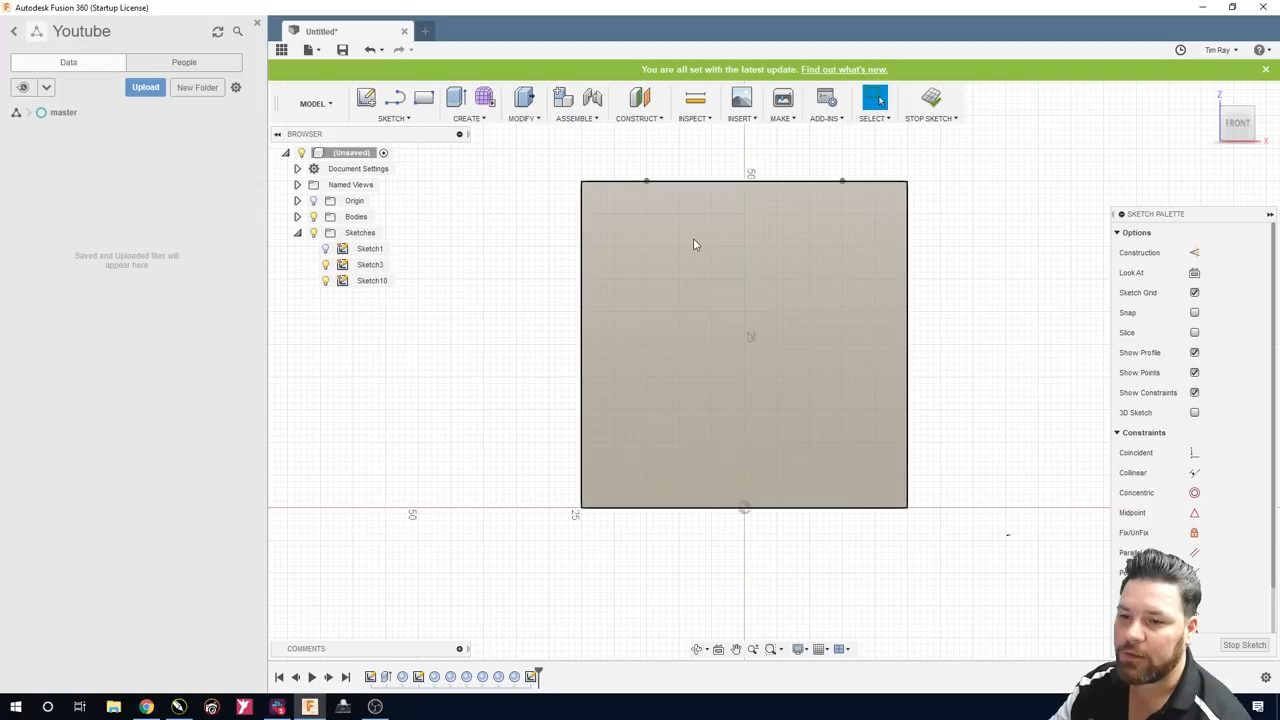 Autodesk Fusion 360 (Startup License)
Youtube
Data
People
Upload
New Folder
master
Saved and Uploaded files will
appear here
Untitled*
Tim Ray
You are all set with the latest update. Find out what's new.
MODEL
SKETCH
CREATE
MODIFY
ASSEMBLE
CONSTRUCT
INSPECT
INSERT
MAKE
ADD-INS
SELECT
STOP SKETCH
BROWSER
(Unsaved)
Document Settings
Named Views
Origin
Bodies
Sketches
Sketch1
Sketch3
Sketch10
Z
FRONT
X
50
25
50
25
SKETCH PALETTE
Options
Construction
Look At
Sketch Grid
Snap
Slice
Show Profile
Show Points
Show Constraints
3D Sketch
Constraints
Coincident
Collinear
Concentric
Midpoint
Fix/UnFix
Stop Sketch
COMMENTS